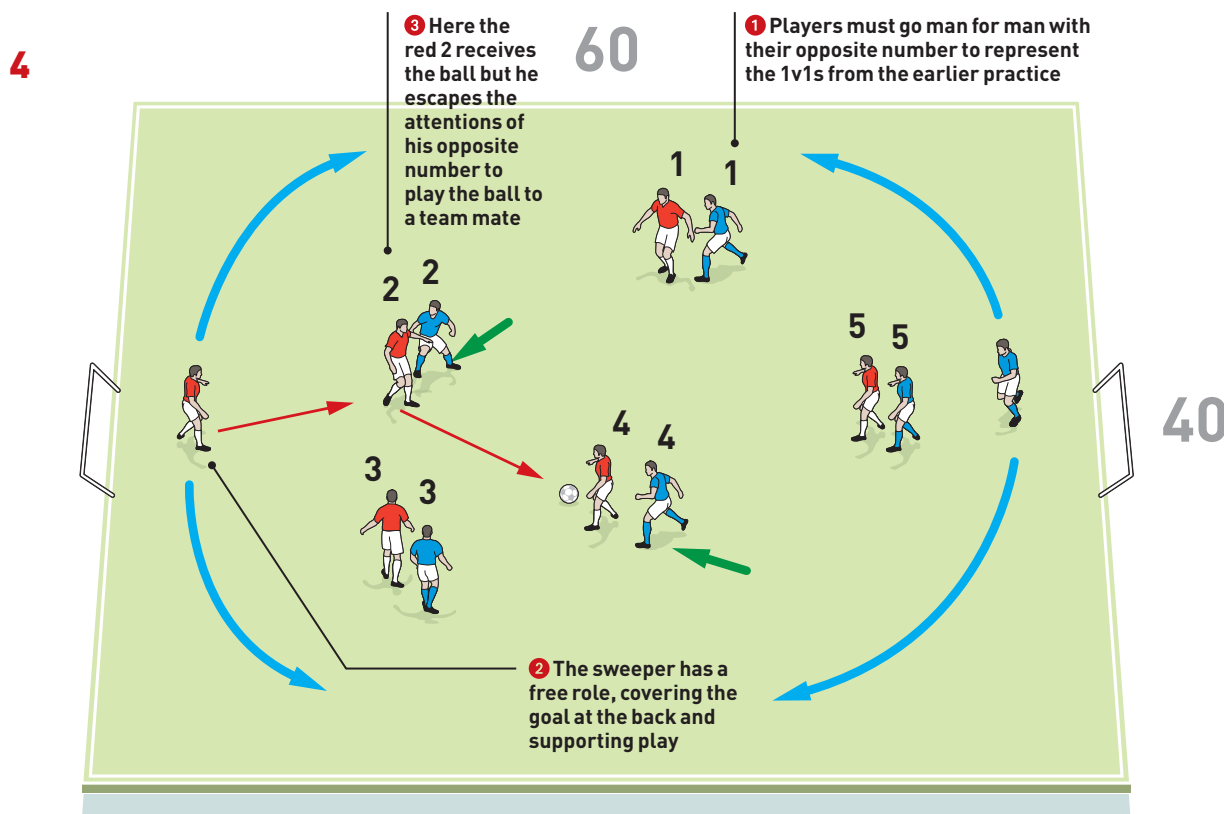 4
3 Here the
red 2 receives
the ball but he
escapes the
attentions of
his opposite
number to
play the ball to
a team mate
60
1 Players must go man for man with
their opposite number to represent
the 1v1s from the earlier practice
1 1
2 2
5 5
40
4 4
3 3
2 The sweeper has a
free role, covering the
goal at the back and
supporting play